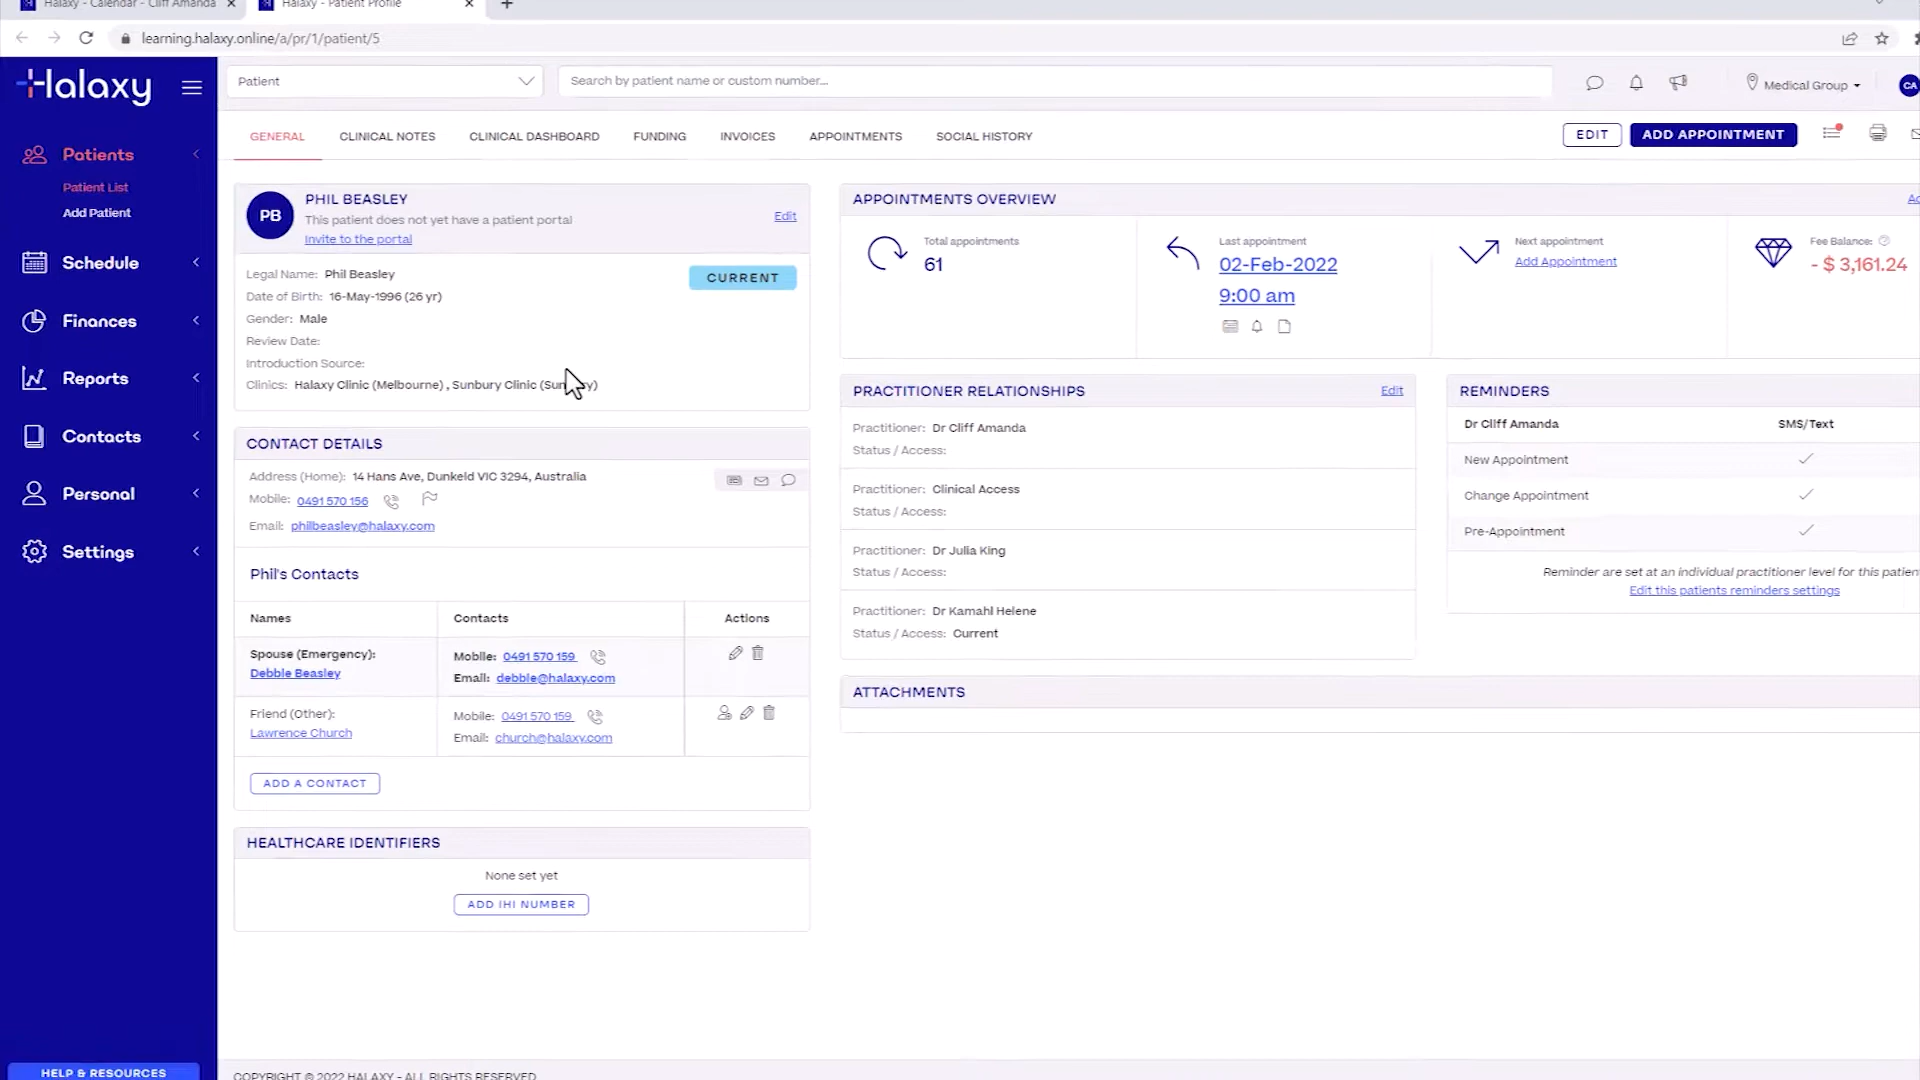 Halaxy - Calendar - Cliff Amanda
Halaxy - Patient Profile
learning.halaxy.online/a/pr/1/patient/5
Halaxy
Patient
Search by patient name or custom number...
Medical Group
CA
Patients
Patient List
Add Patient
Schedule
Finances
Reports
Contacts
Personal
Settings
HELP & RESOURCES
GENERAL
CLINICAL NOTES
CLINICAL DASHBOARD
FUNDING
INVOICES
APPOINTMENTS
SOCIAL HISTORY
EDIT
ADD APPOINTMENT
PB
PHIL BEASLEY
This patient does not yet have a patient portal
Invite to the portal
Edit
Legal Name: Phil Beasley
CURRENT
Date of Birth: 16-May-1996 (26 yr)
Gender: Male
Review Date:
Introduction Source:
Clinics: Halaxy Clinic (Melbourne) , Sunbury Clinic (Sunbury)
CONTACT DETAILS
Address (Home): 14 Hans Ave, Dunkeld VIC 3294, Australia
Mobile: 0491 570 156
Email: philbeasley@halaxy.com
Phil's Contacts
Names Contacts Actions
Spouse (Emergency):
Debbie Beasley
Mobile: 0491 570 159
Email: debbie@halaxy.com
Friend (Other):
Lawrence Church
Mobile: 0491 570 159
Email: church@halaxy.com
ADD A CONTACT
HEALTHCARE IDENTIFIERS
None set yet
ADD IHI NUMBER
APPOINTMENTS OVERVIEW
Total appointments
61
Last appointment
02-Feb-2022
9:00 am
Next appointment
Add Appointment
Fee Balance:
- $ 3,161.24
PRACTITIONER RELATIONSHIPS
Edit
Practitioner: Dr Cliff Amanda
Status / Access:
Practitioner: Clinical Access
Status / Access:
Practitioner: Dr Julia King
Status / Access:
Practitioner: Dr Kamahl Helene
Status / Access: Current
REMINDERS
Dr Cliff Amanda SMS/Text
New Appointment
Change Appointment
Pre-Appointment
Reminder are set at an individual practitioner level for this patien
Edit this patients reminders settings
ATTACHMENTS
COPYRIGHT © 2022 HALAXY - ALL RIGHTS RESERVED